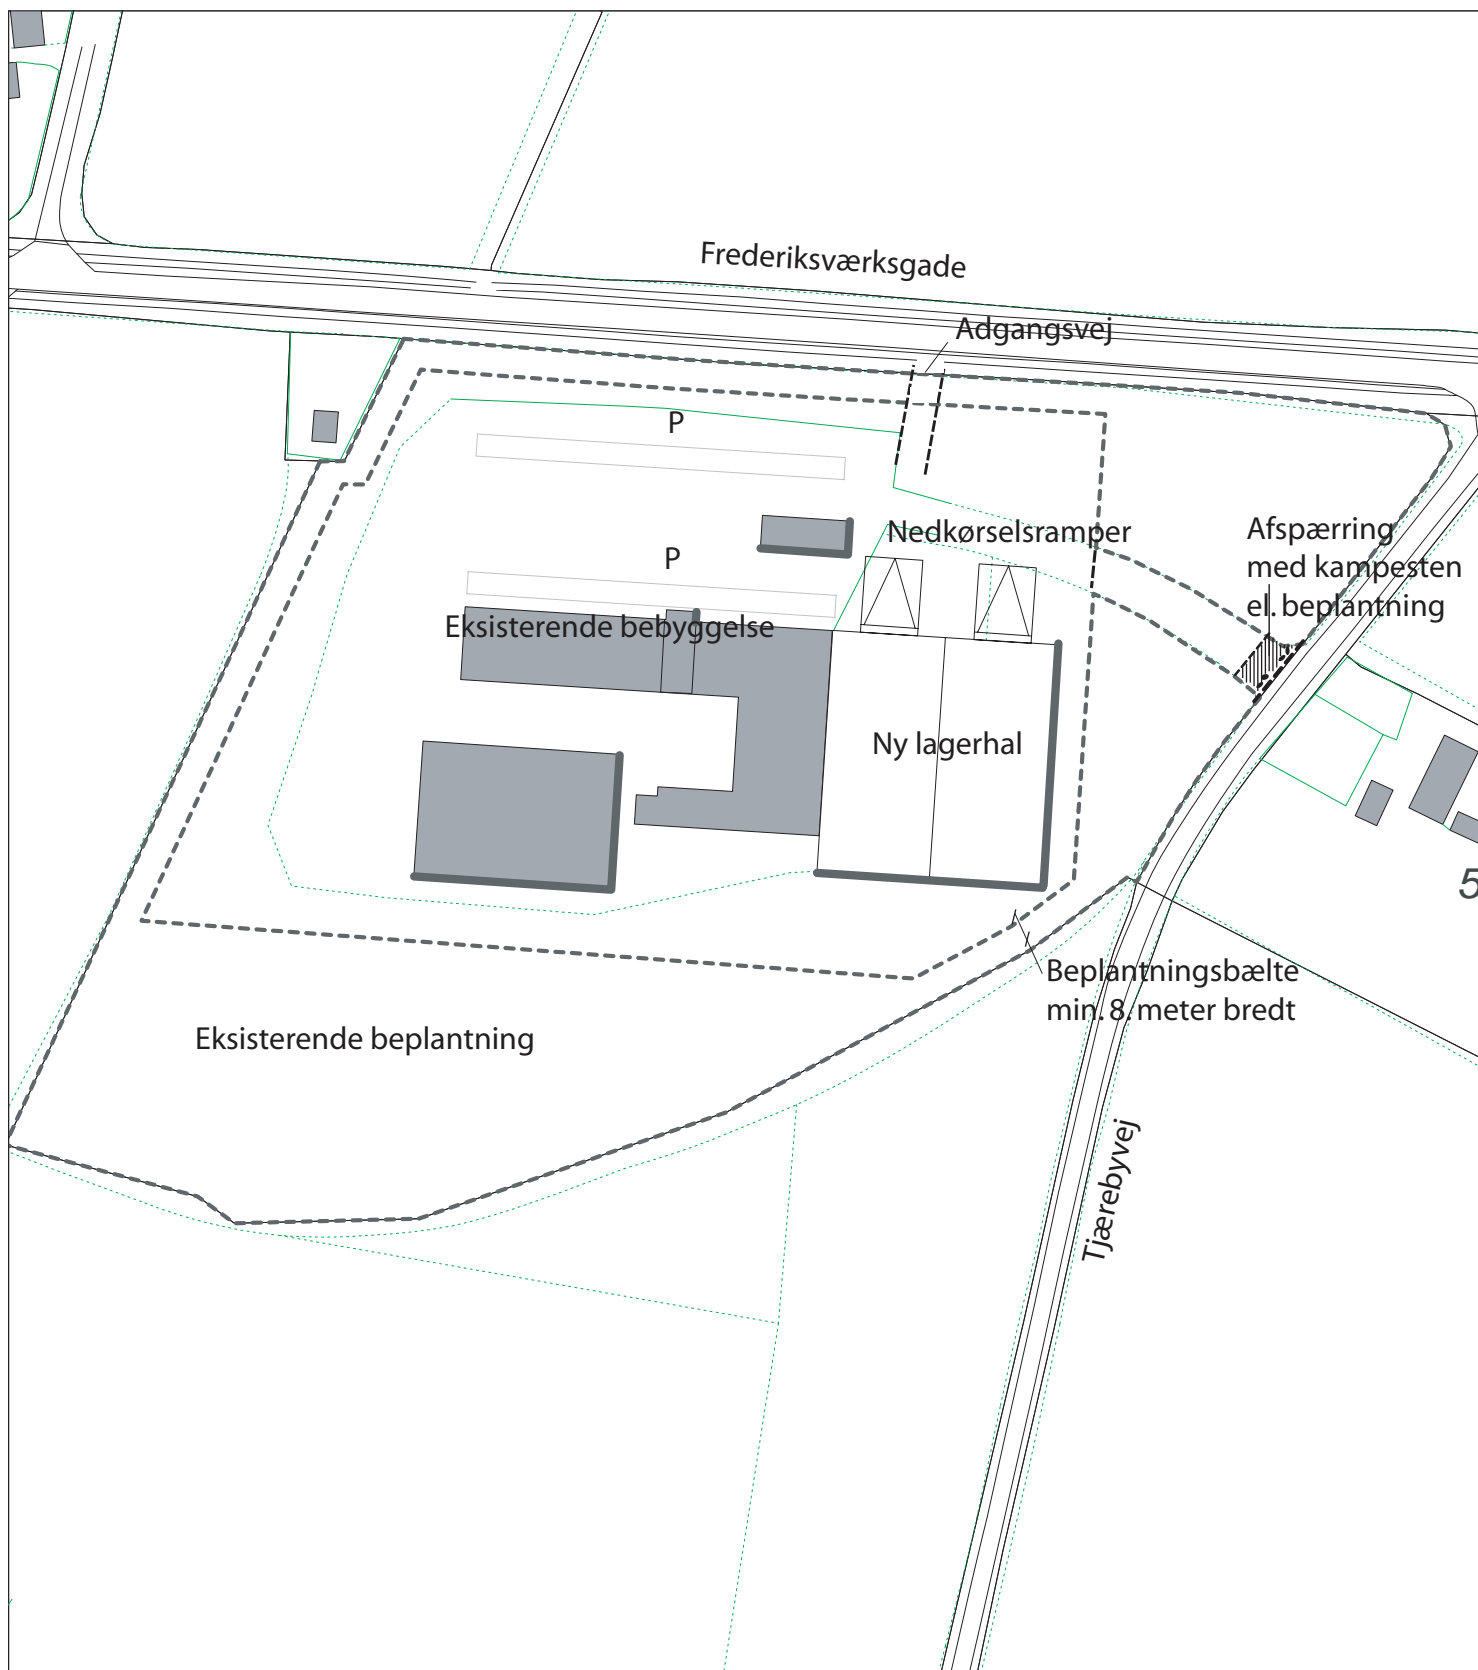 Frederiksværksgade
Adgangsvej
P
Nedkørselsramper
Afspærring
med kampesten
el. beplantning
P
Eksisterende bebyggelse
Ny lagerhal
5
Beplantningsbælte
min. 8. meter bredt
Eksisterende beplantning
Tjærebyvej